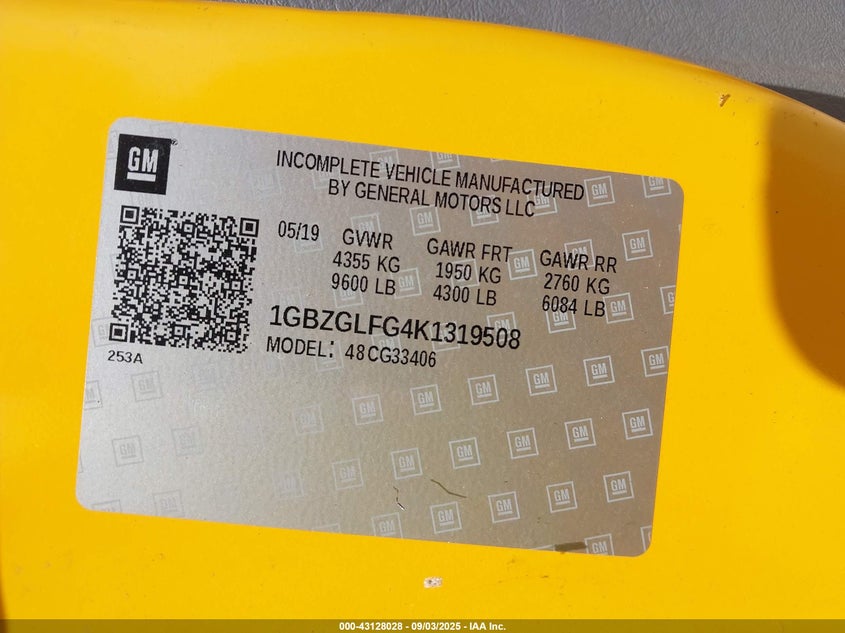 GM
INCOMPLETE VEHICLE MANUFACTURED
BY GENERAL MOTORS LLC
05/19 GVWR GAWR FRT GAWR RR
4355 KG 1950 KG 2760 KG
9600 LB 4300 LB 6084 LB
1GBZGLFG4K1319508
MODEL: 48CG33406
253A
000-43128028 - 09/03/2025 - IAA Inc.